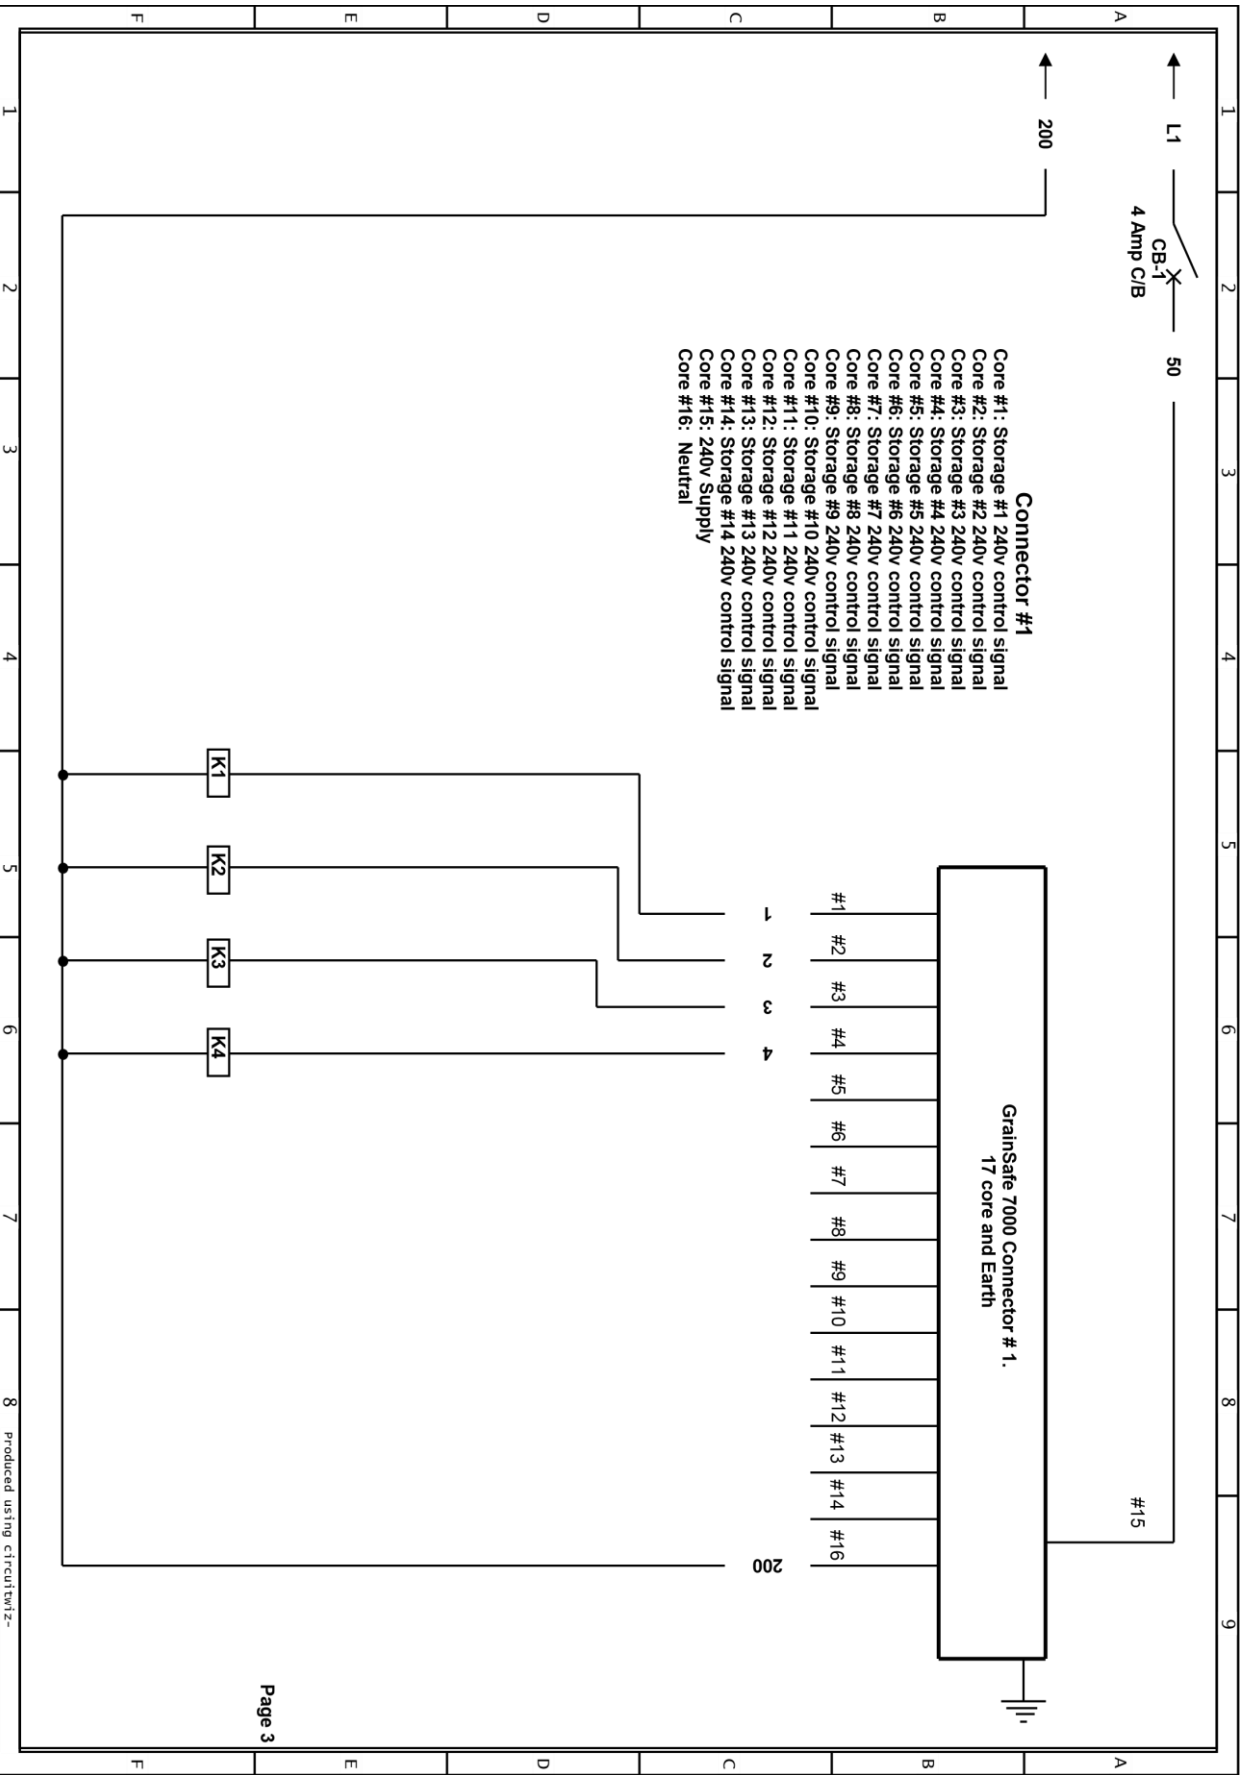 1 2 3 4 5 6 7 8 9
A
B
C
D
E
F
L1
CB-1
4 Amp C/B
50
#15
200
Connector #1
Core #1: Storage #1 240v control signal
Core #2: Storage #2 240v control signal
Core #3: Storage #3 240v control signal
Core #4: Storage #4 240v control signal
Core #5: Storage #5 240v control signal
Core #6: Storage #6 240v control signal
Core #7: Storage #7 240v control signal
Core #8: Storage #8 240v control signal
Core #9: Storage #9 240v control signal
Core #10: Storage #10 240v control signal
Core #11: Storage #11 240v control signal
Core #12: Storage #12 240v control signal
Core #13: Storage #13 240v control signal
Core #14: Storage #14 240v control signal
Core #15: 240v Supply
Core #16: Neutral
GrainSafe 7000 Connector # 1.
17 core and Earth
#1 #2 #3 #4 #5 #6 #7 #8 #9 #10 #11 #12 #13 #14 #16
1 2 3 4 200
K1 K2 K3 K4
Page 3
A
B
C
D
E
F
1 2 3 4 5 6 7 8 Produced using circuitwiz-